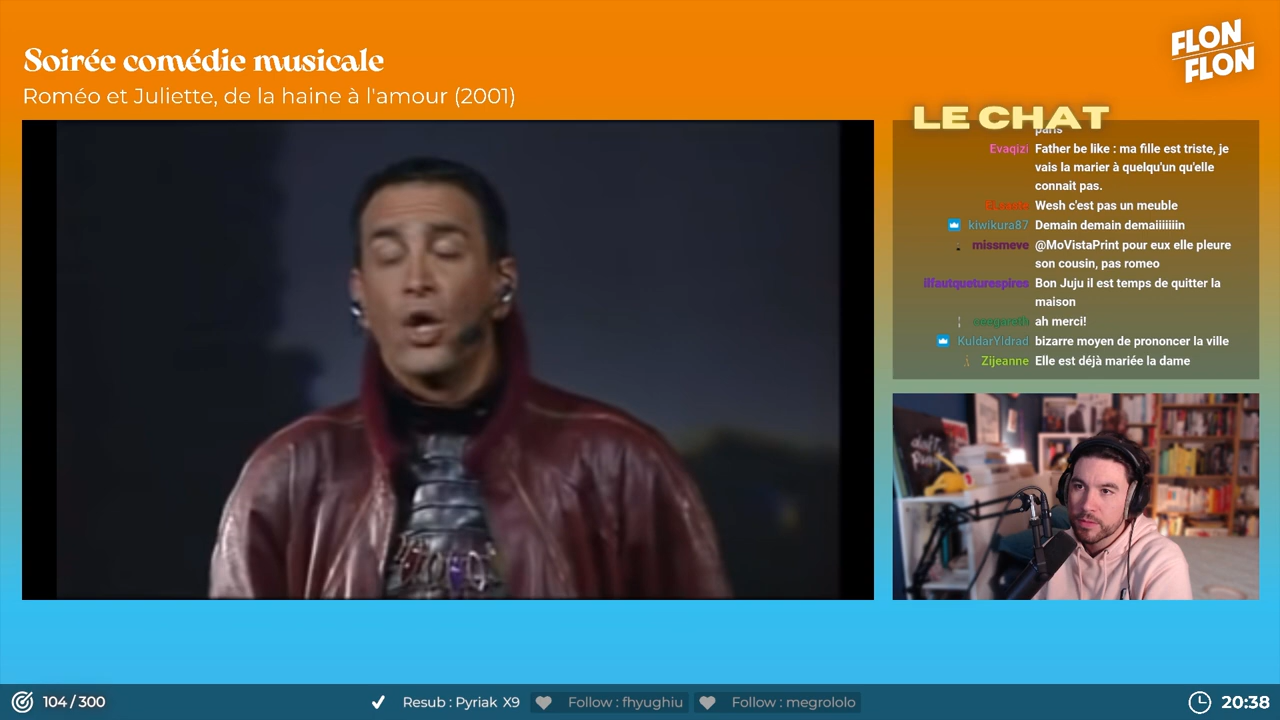 Soirée comédie musicale
Roméo et Juliette, de la haine à l'amour (2001)
FLON
FLON
LE CHAT
paris
Evaqizi Father be like : ma fille est triste, je
vais la marier à quelqu'un qu'elle
connait pas.
Wesh c'est pas un meuble
kiwikura87 Demain demain demaiiiiiiin
missmeve @MoVistaPrint pour eux elle pleure
son cousin, pas romeo
ilfautqueturespires Bon Juju il est temps de quitter la
maison
ah merci!
KuldarYldrad bizarre moyen de prononcer la ville
Zijeanne Elle est déjà mariée la dame
104 / 300
Resub : Pyriak X9
Follow : fhyughiu
Follow : megrololo
20:38